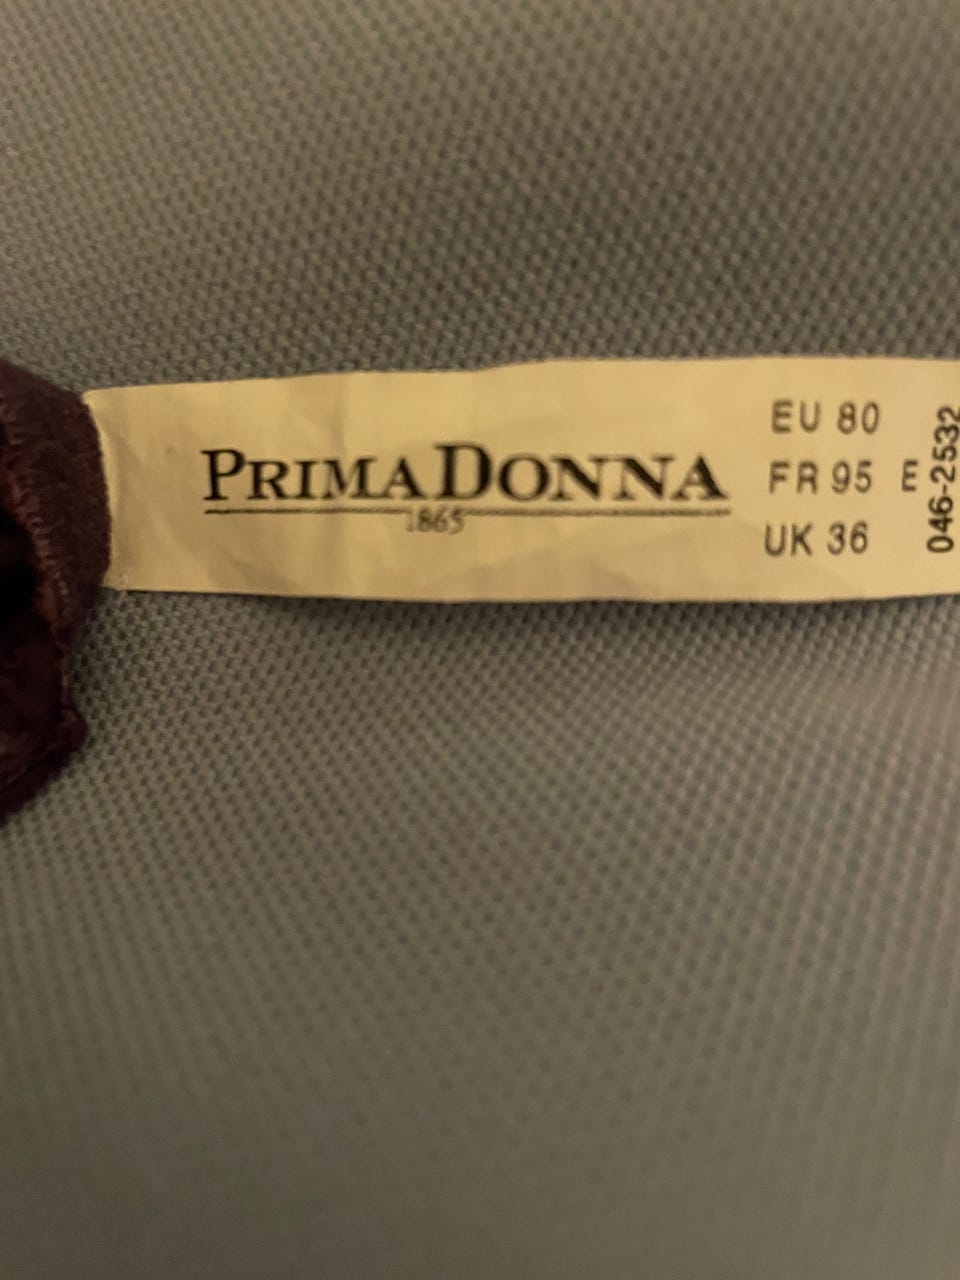 PRIMADONNA
1865
EU 80
FR 95 E
UK 36
046-2532